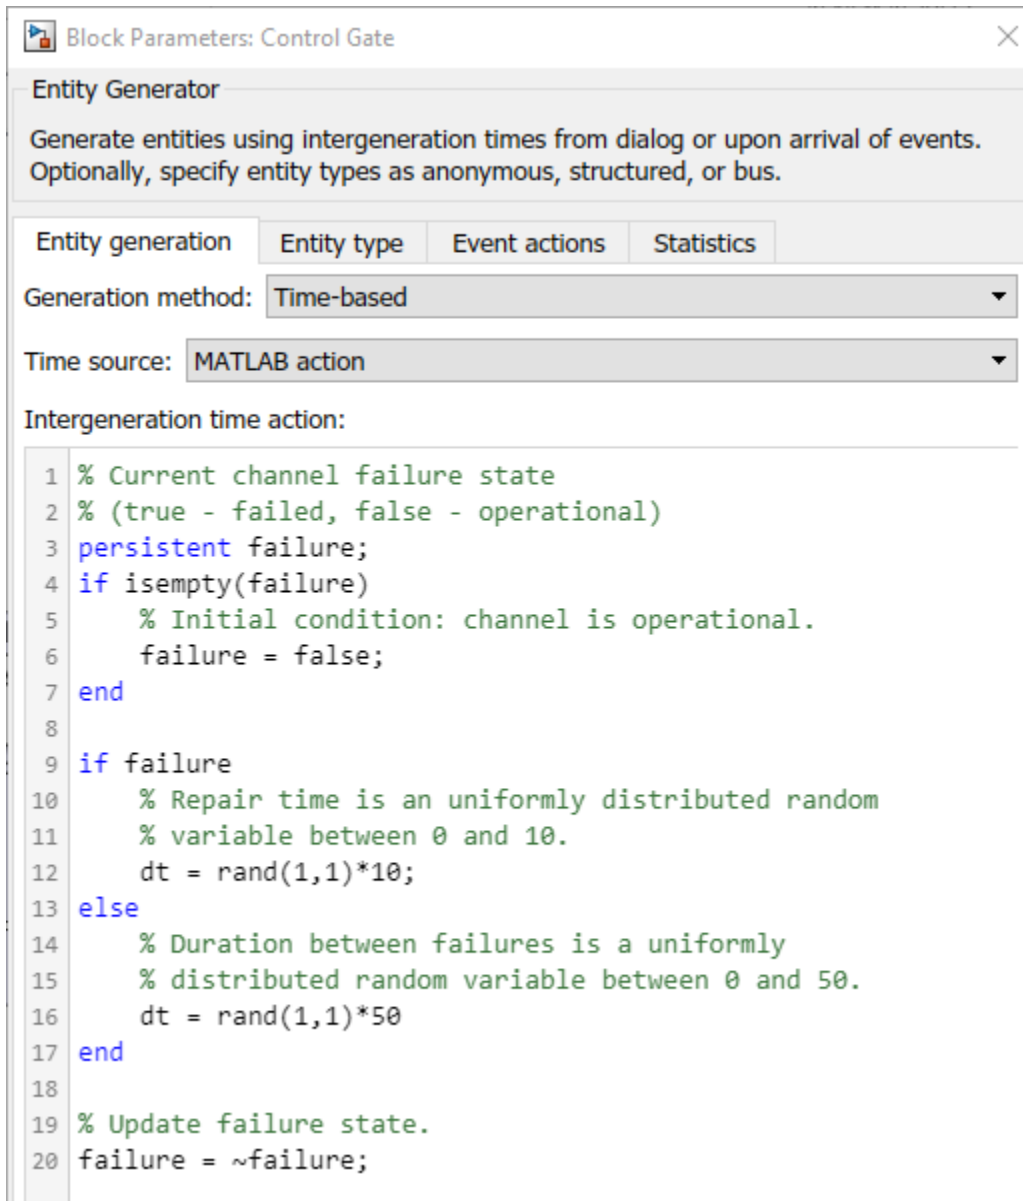 Block Parameters: Control Gate
Entity Generator
Generate entities using intergeneration times from dialog or upon arrival of events.
Optionally, specify entity types as anonymous, structured, or bus.
Entity generation Entity type Event actions Statistics
Generation method: Time-based
Time source: MATLAB action
Intergeneration time action:
1 % Current channel failure state
2 % (true - failed, false - operational)
3 persistent failure;
4 if isempty(failure)
5     % Initial condition: channel is operational.
6     failure = false;
7 end
8
9 if failure
10     % Repair time is an uniformly distributed random
11     % variable between 0 and 10.
12     dt = rand(1,1)*10;
13 else
14     % Duration between failures is a uniformly
15     % distributed random variable between 0 and 50.
16     dt = rand(1,1)*50
17 end
18
19 % Update failure state.
20 failure = ~failure;